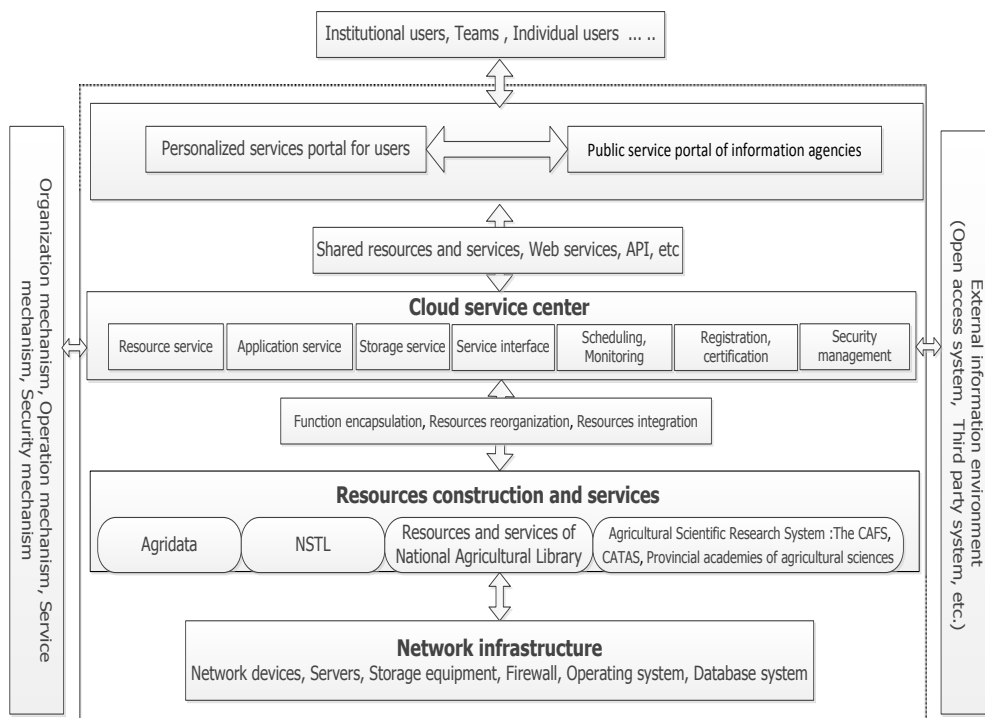 Institutional users, Teams , Individual users ... ..
Personalized services portal for users
Public service portal of information agencies
Shared resources and services, Web services, API, etc
Cloud service center
Resource service
Application service
Storage service
Service interface
Scheduling,
Monitoring
Registration,
certification
Security
management
Function encapsulation, Resources reorganization, Resources integration
Resources construction and services
Agridata
NSTL
Resources and services of
National Agricultural Library
Agricultural Scientific Research System :The CAFS,
CATAS, Provincial academies of agricultural sciences
Network infrastructure
Network devices, Servers, Storage equipment, Firewall, Operating system, Database system
Organization mechanism, Operation mechanism, Service
mechanism, Security mechanism
External information environment
(Open access system, Third party system, etc.)